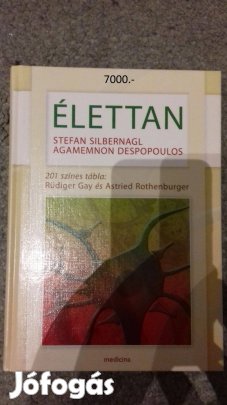 7000.-
ÉLETTAN
STEFAN SILBERNAGL
AGAMEMNON DESPOPOULOS
201 színes tábla:
Rüdiger Gay és Astried Rothenburger
medicina
Jófogás